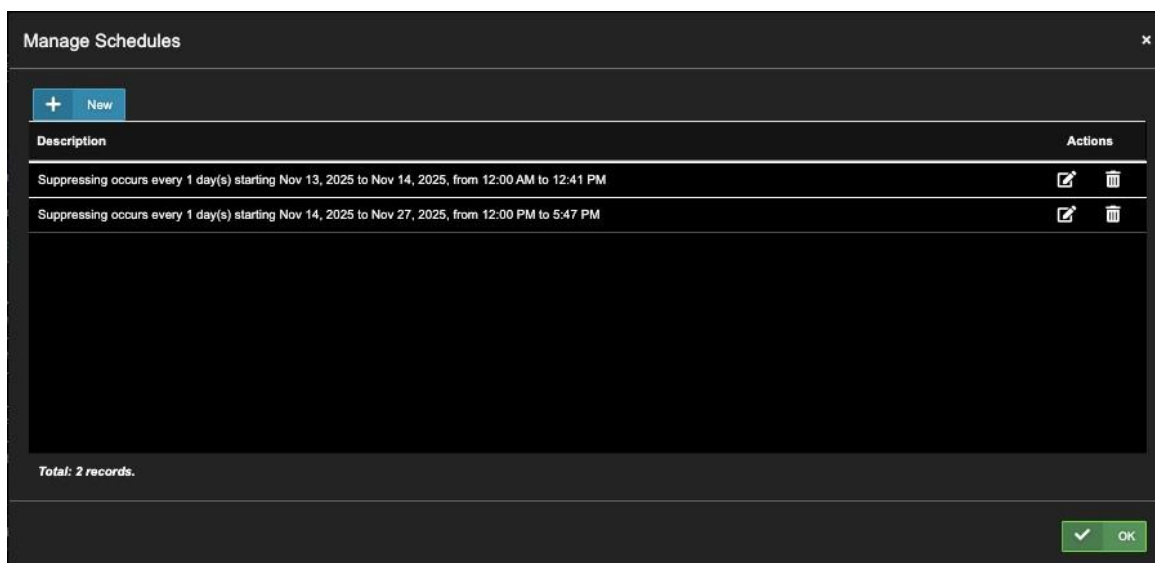 Manage Schedules
New
Description Actions
Suppressing occurs every 1 day(s) starting Nov 13, 2025 to Nov 14, 2025, from 12:00 AM to 12:41 PM
Suppressing occurs every 1 day(s) starting Nov 14, 2025 to Nov 27, 2025, from 12:00 PM to 5:47 PM
Total: 2 records.
OK